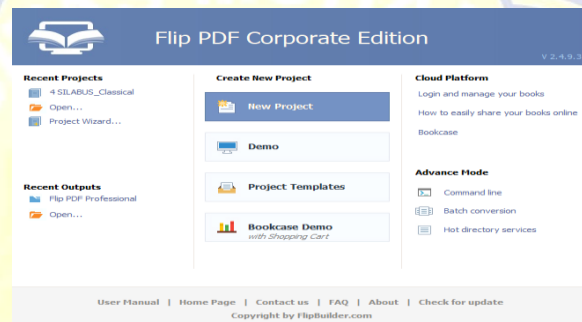 Flip PDF Corporate Edition
V 2.4.9.3
Recent Projects
4 SILABUS_Classical
Open...
Project Wizard...
Recent Outputs
Flip PDF Professional
Open...
Create New Project
New Project
Demo
Project Templates
Bookcase Demo
with Shopping Cart
Cloud Platform
Login and manage your books
How to easily share your books online
Bookcase
Advance Mode
Command line
Batch conversion
Hot directory services
User Manual | Home Page | Contact us | FAQ | About | Check for update
Copyright by FlipBuilder.com